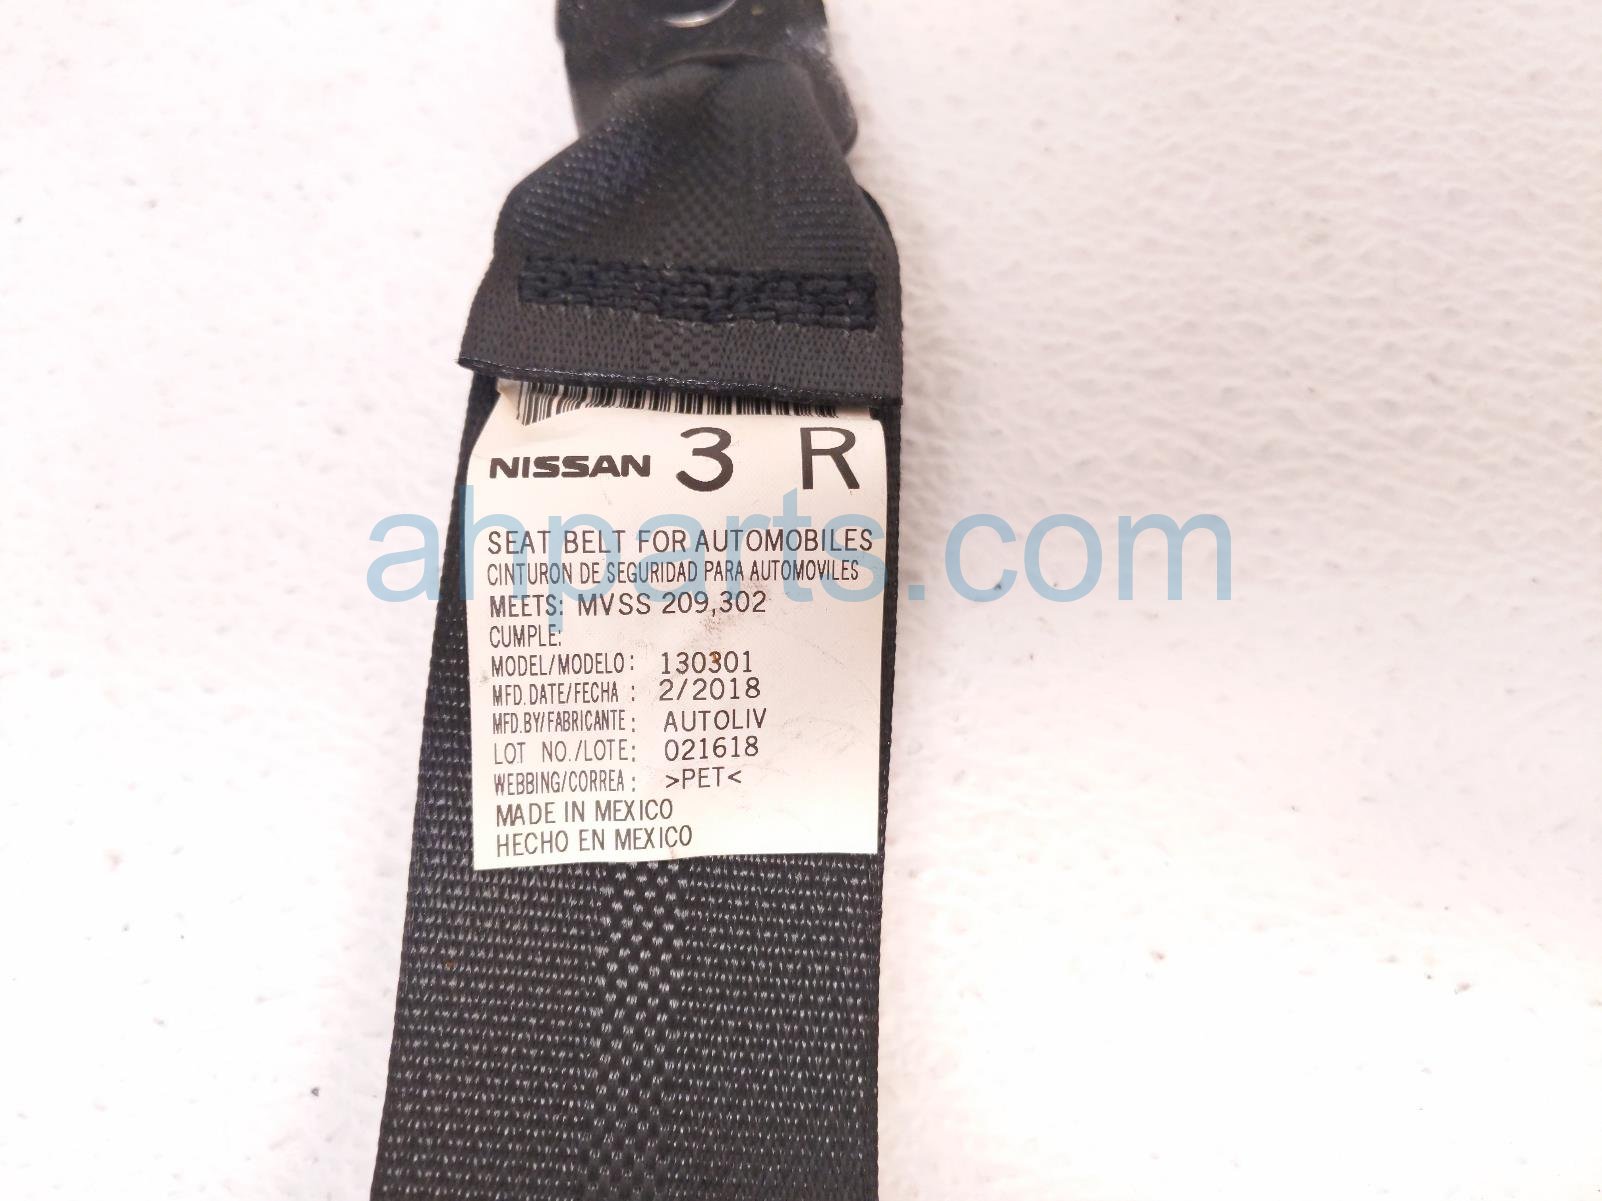 NISSAN 3 R
SEAT BELT FOR AUTOMOBILES
CINTURON DE SEGURIDAD PARA AUTOMOVILES
MEETS: MVSS 209,302
CUMPLE:
MODEL/MODELO: 130301
MFD. DATE/FECHA : 2/2018
MFD.BY/FABRICANTE: AUTOLIV
LOT NO./LOTE: 021618
WEBBING/CORREA : >PET<
MADE IN MEXICO
HECHO EN MEXICO
ahparts.com